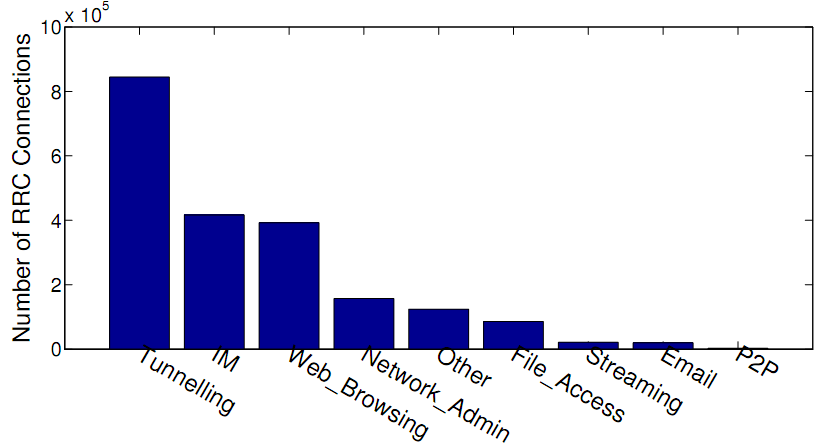 x 10^5
Number of RRC Connections
10
8
6
4
2
0
Tunnelling
IM
Web_Browsing
Network_Admin
Other
File_Access
Streaming
Email
P2P